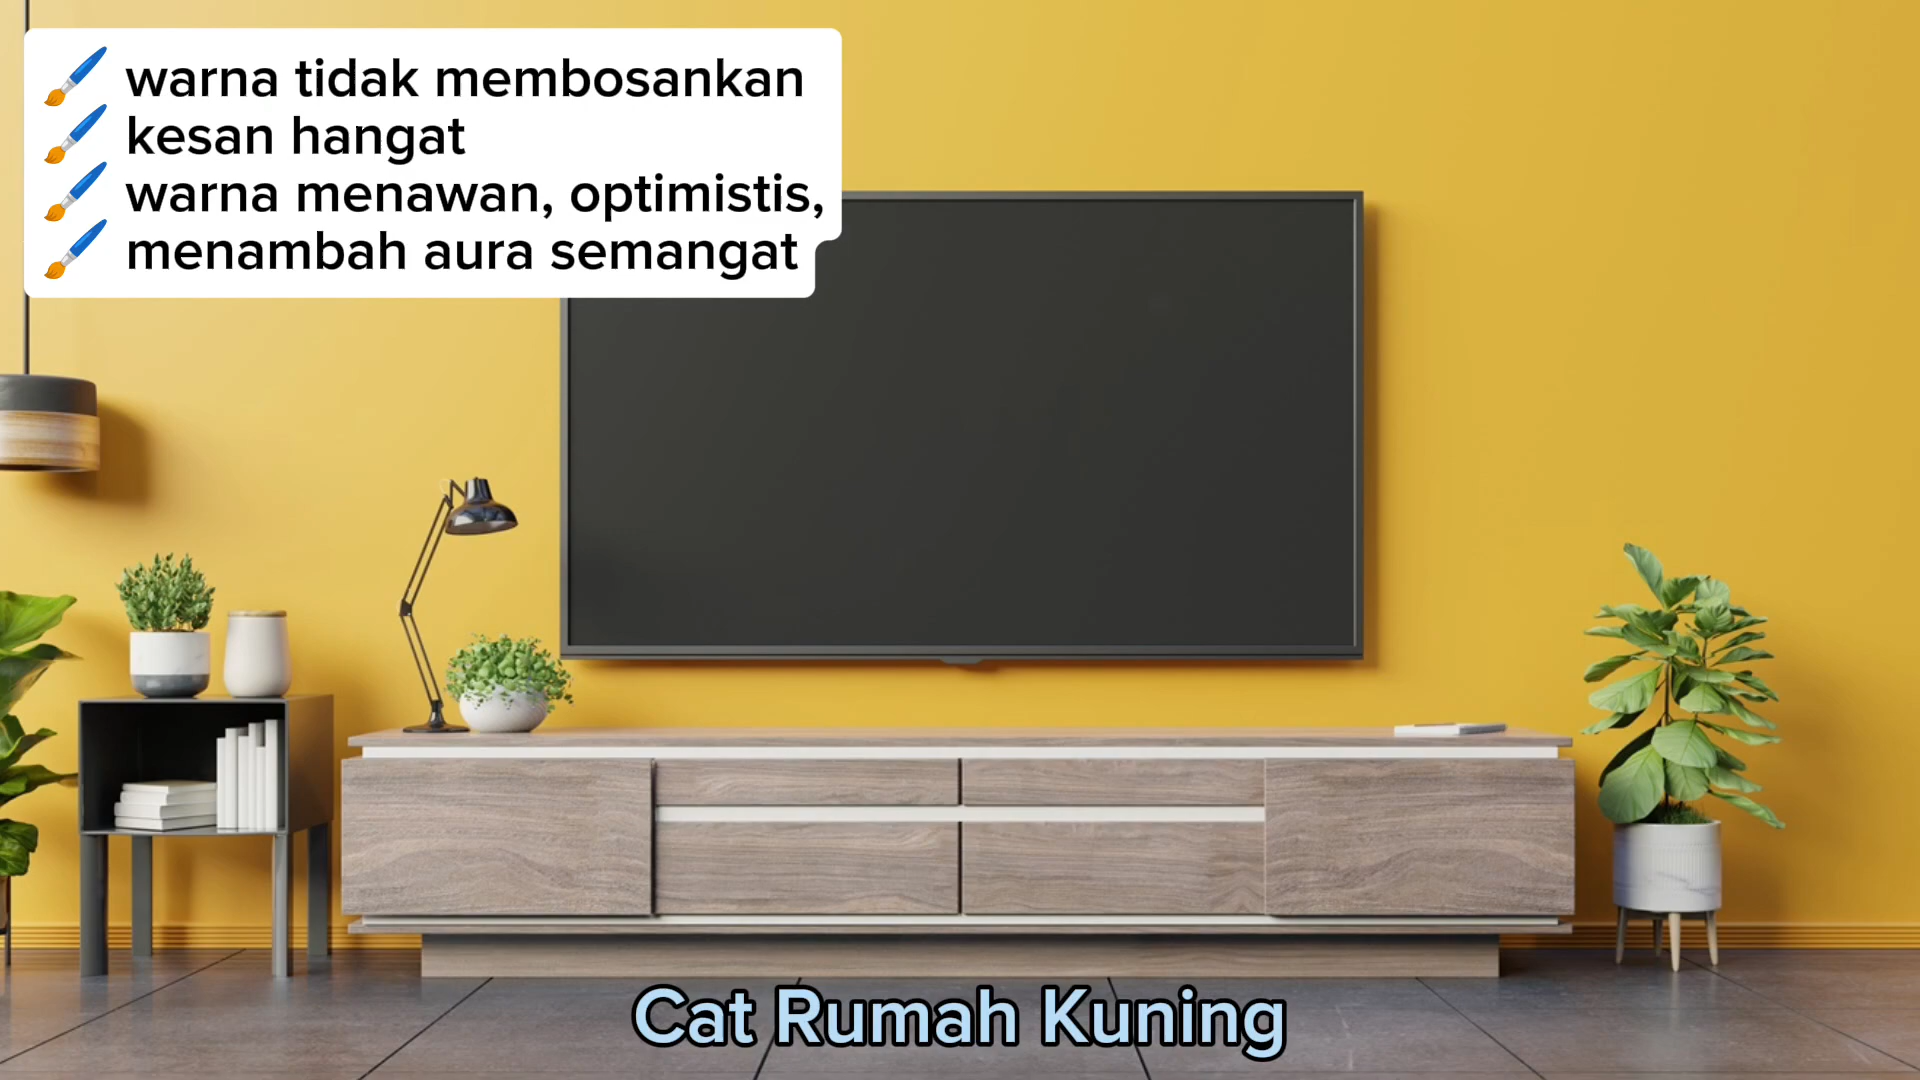 🖌️ warna tidak membosankan
🖌️ kesan hangat
🖌️ warna menawan, optimistis,
🖌️ menambah aura semangat
Cat Rumah Kuning